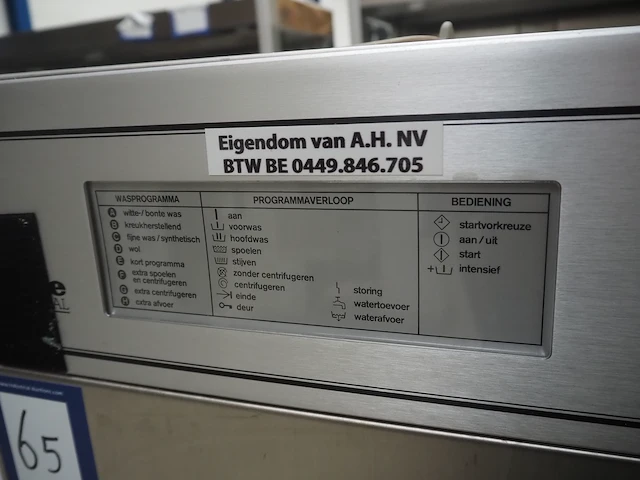 Eigendom van A.H. NV
BTW BE 0449.846.705
WASPROGRAMMA
A witte-/ bonte was
B kreukherstellend
C fijne was / synthetisch
D wol
E kort programma
F extra spoelen
en centrifugeren
G extra centrifugeren
H extra afvoer
PROGRAMMAVERLOOP
aan
voorwas
hoofdwas
spoelen
stijven
zonder centrifugeren
centrifugeren
einde
deur
storing
watertoevoer
waterafvoer
BEDIENING
startvorkreuze
aan / uit
start
+ intensief
65